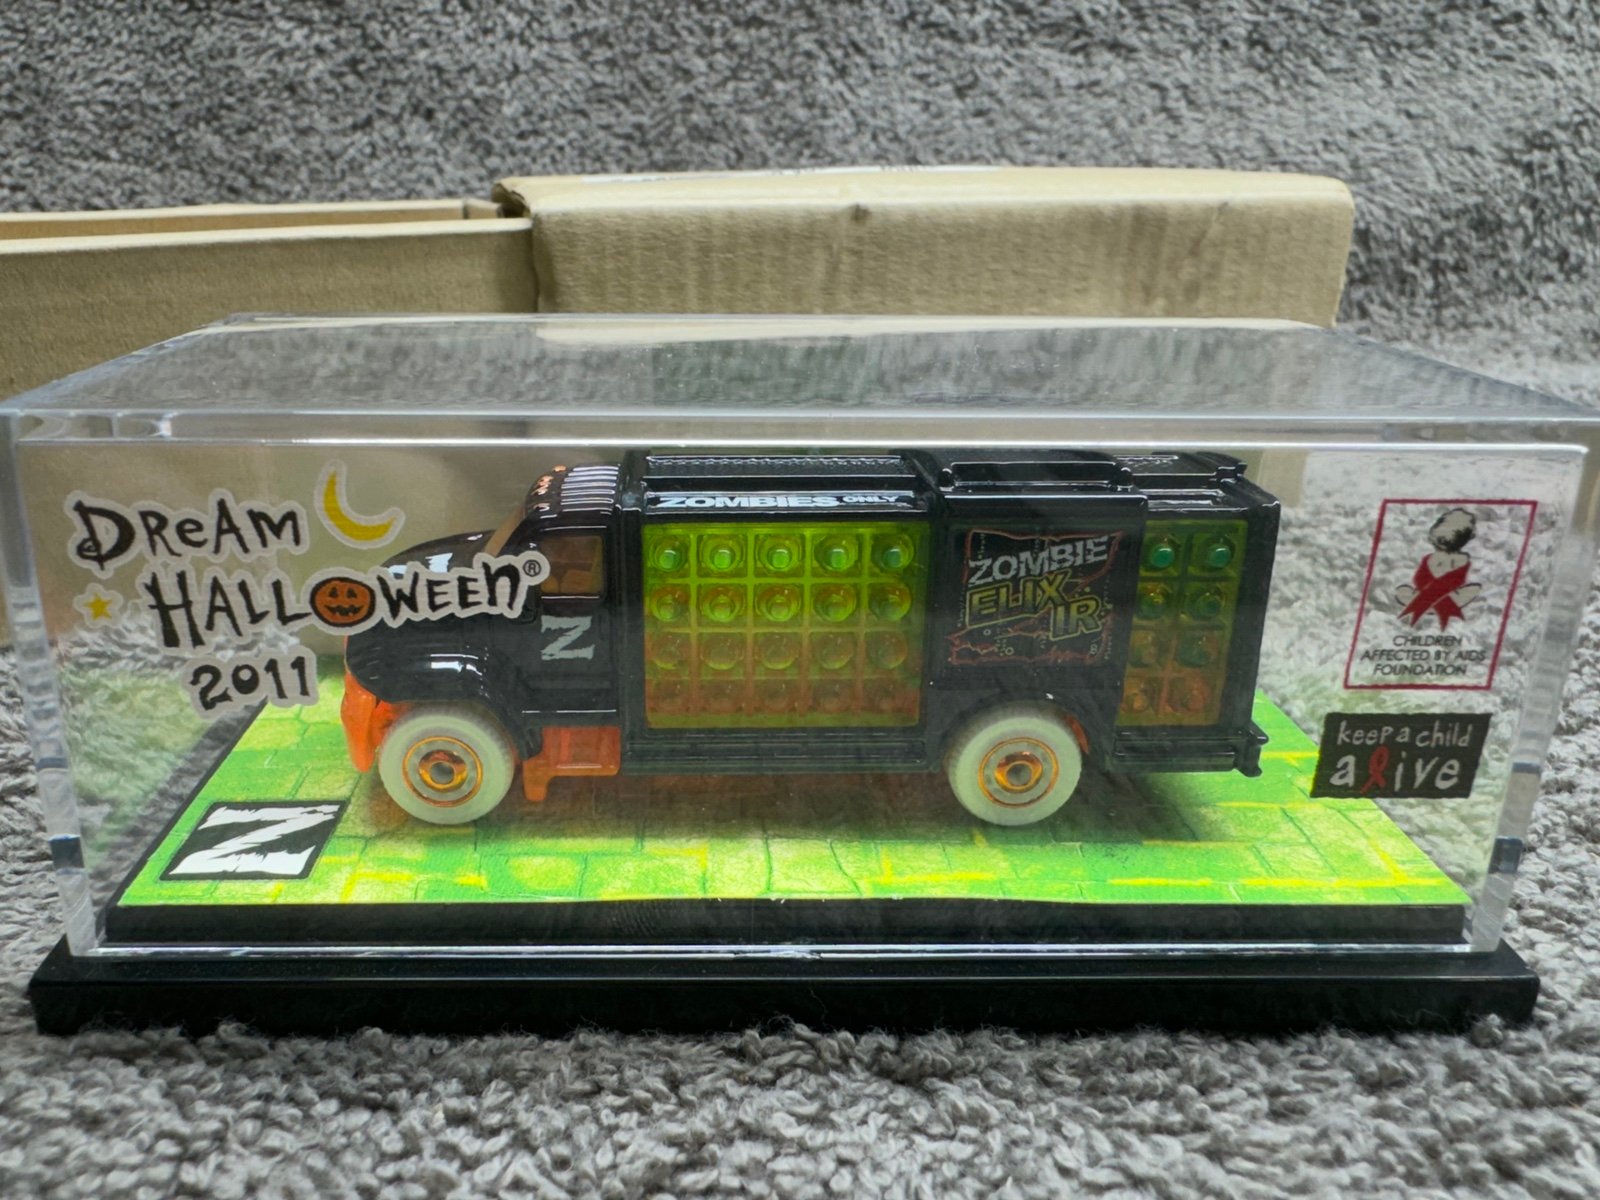 DREAM
HALLOWEEN®
2011
ZOMBIES ONLY
Z
ZOMBIE
ELIX
IR
Z
CHILDREN
AFFECTED BY AIDS
FOUNDATION
keep a child
alive